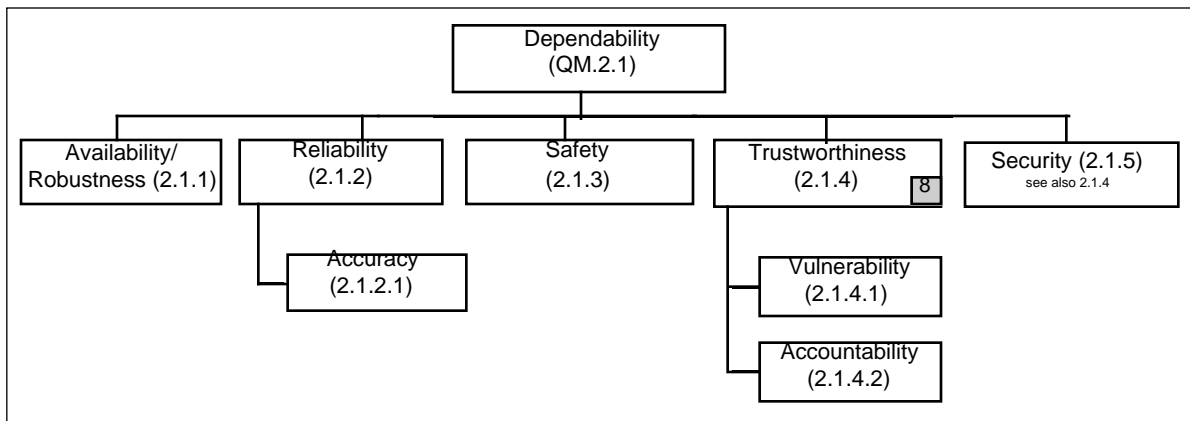 Dependability
(QM.2.1)
Availability/
Robustness (2.1.1)
Reliability
(2.1.2)
Safety
(2.1.3)
Trustworthiness
(2.1.4)
8
Security (2.1.5)
see also 2.1.4
Accuracy
(2.1.2.1)
Vulnerability
(2.1.4.1)
Accountability
(2.1.4.2)